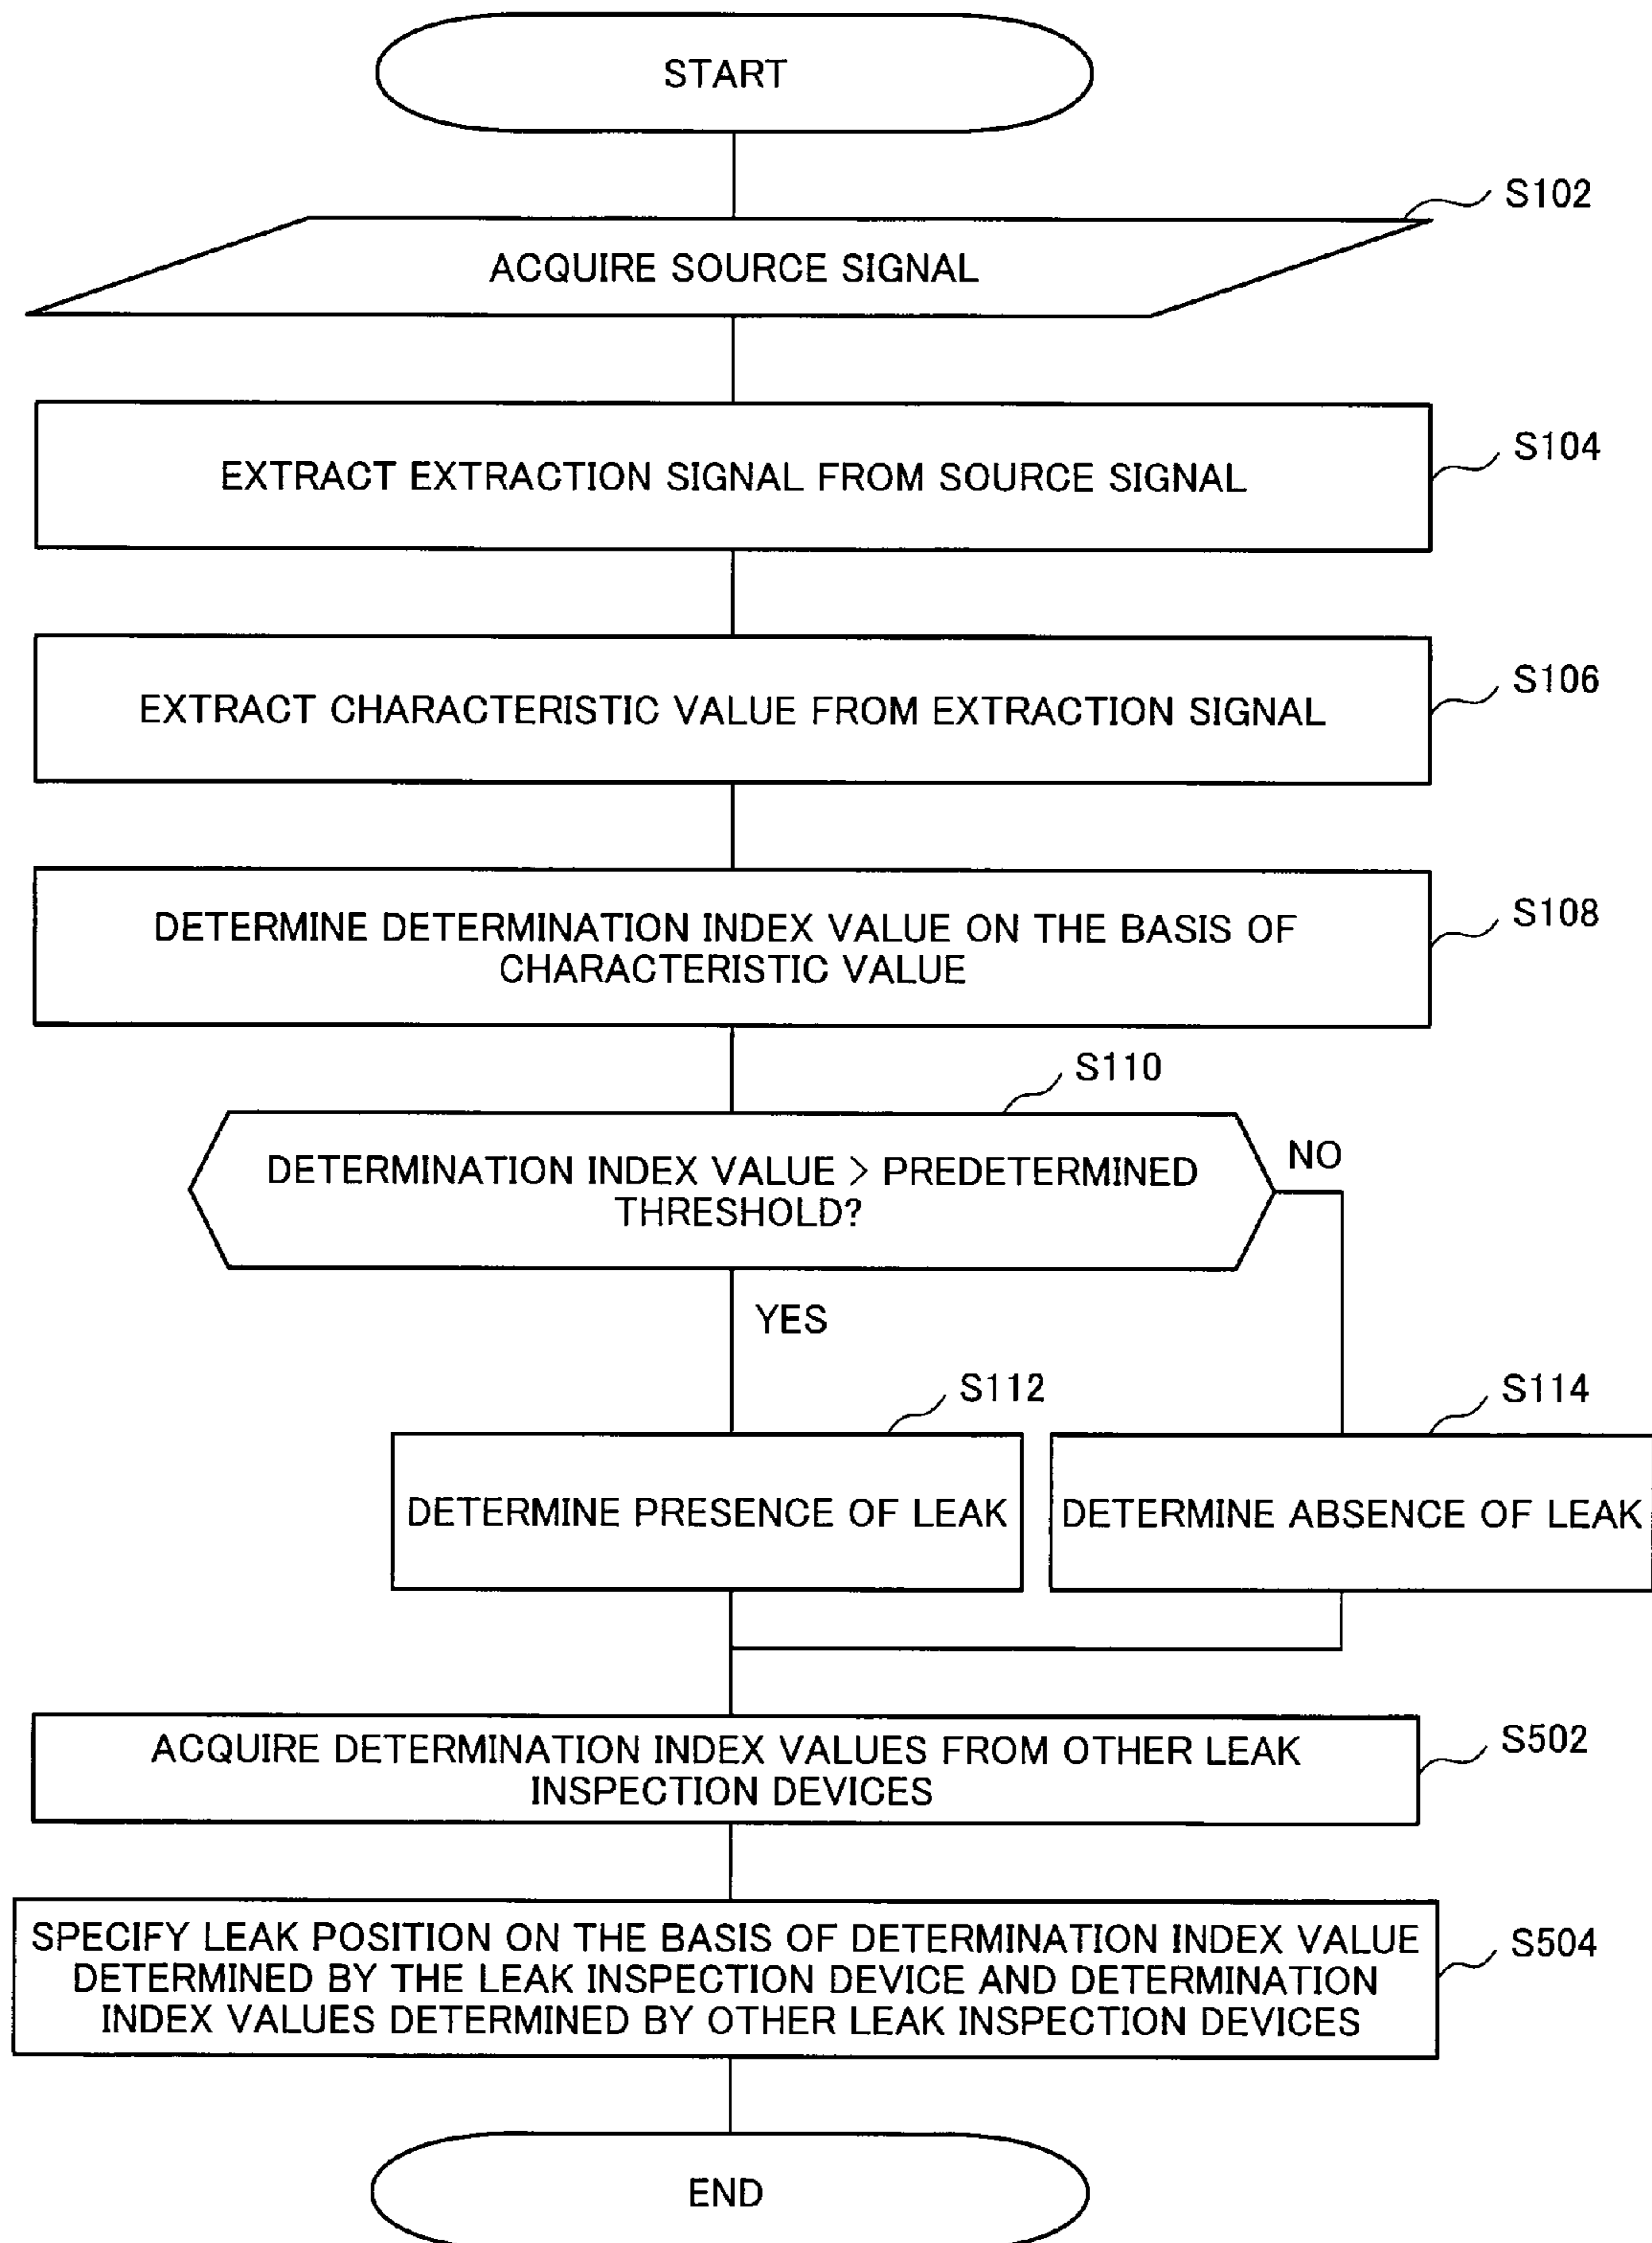 START
S102
ACQUIRE SOURCE SIGNAL
S104
EXTRACT EXTRACTION SIGNAL FROM SOURCE SIGNAL
S106
EXTRACT CHARACTERISTIC VALUE FROM EXTRACTION SIGNAL
S108
DETERMINE DETERMINATION INDEX VALUE ON THE BASIS OF
CHARACTERISTIC VALUE
S110
DETERMINATION INDEX VALUE > PREDETERMINED
THRESHOLD?
NO
YES
S112
DETERMINE PRESENCE OF LEAK
S114
DETERMINE ABSENCE OF LEAK
S502
ACQUIRE DETERMINATION INDEX VALUES FROM OTHER LEAK
INSPECTION DEVICES
S504
SPECIFY LEAK POSITION ON THE BASIS OF DETERMINATION INDEX VALUE
DETERMINED BY THE LEAK INSPECTION DEVICE AND DETERMINATION
INDEX VALUES DETERMINED BY OTHER LEAK INSPECTION DEVICES
END